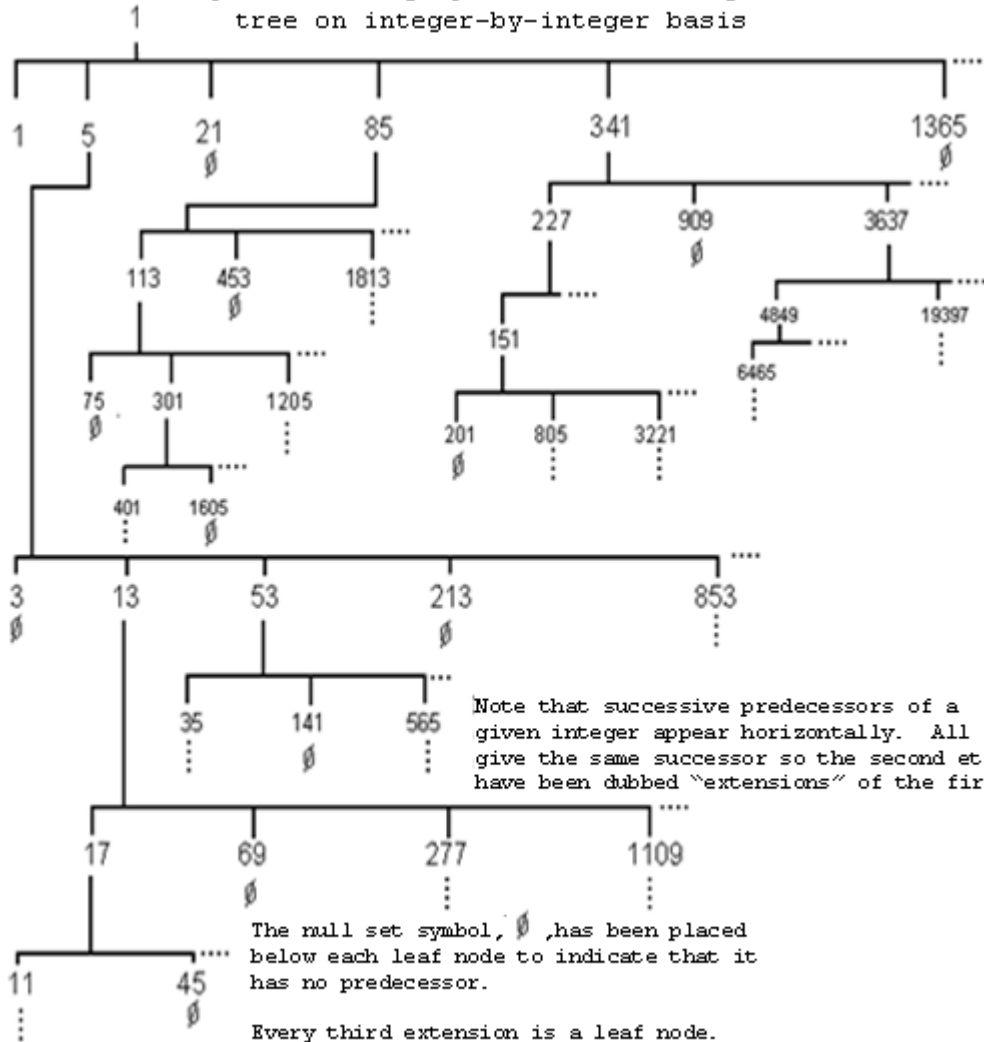 tree on integer-by-integer basis
1
1 5 21 85 341 1365
Ø Ø
227 909 3637
Ø
113 453 1813
Ø
4849 19397
151
6465
75 301 1205
Ø
201 805 3221
Ø
401 1605
Ø
3 13 53 213 853
Ø Ø
35 141 565
Ø
Note that successive predecessors of a
given integer appear horizontally. All
give the same successor so the second et
have been dubbed "extensions" of the fir
17 69 277 1109
Ø
The null set symbol, Ø ,has been placed
below each leaf node to indicate that it
has no predecessor.
11 45
Ø
Every third extension is a leaf node.